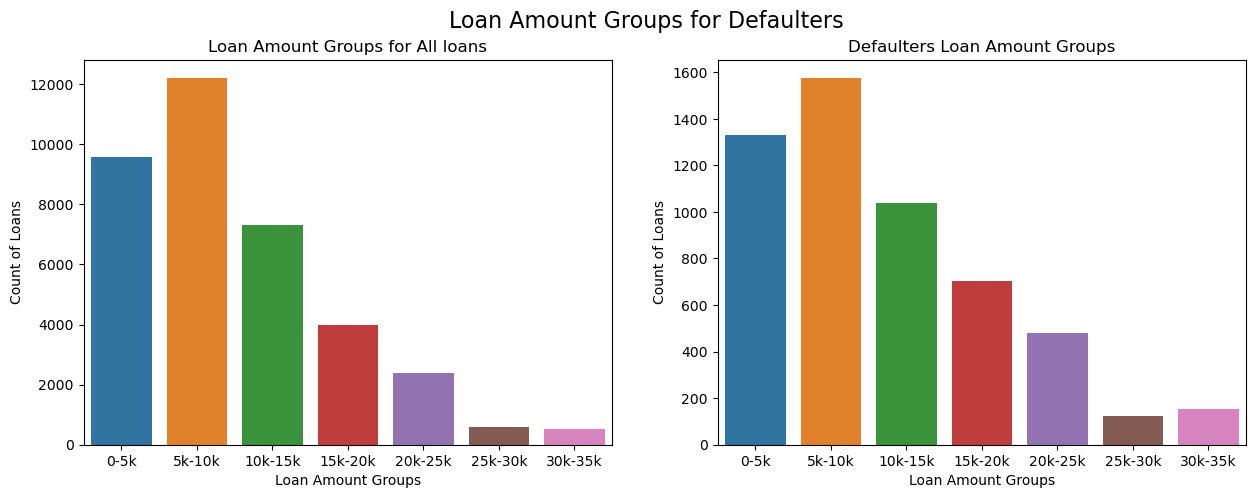 Loan Amount Groups for Defaulters
Loan Amount Groups for All loans
12000
10000
8000
6000
4000
2000
0
Count of Loans
0-5k 5k-10k 10k-15k 15k-20k 20k-25k 25k-30k 30k-35k
Loan Amount Groups
Defaulters Loan Amount Groups
1600
1400
1200
1000
800
600
400
200
0
Count of Loans
0-5k 5k-10k 10k-15k 15k-20k 20k-25k 25k-30k 30k-35k
Loan Amount Groups